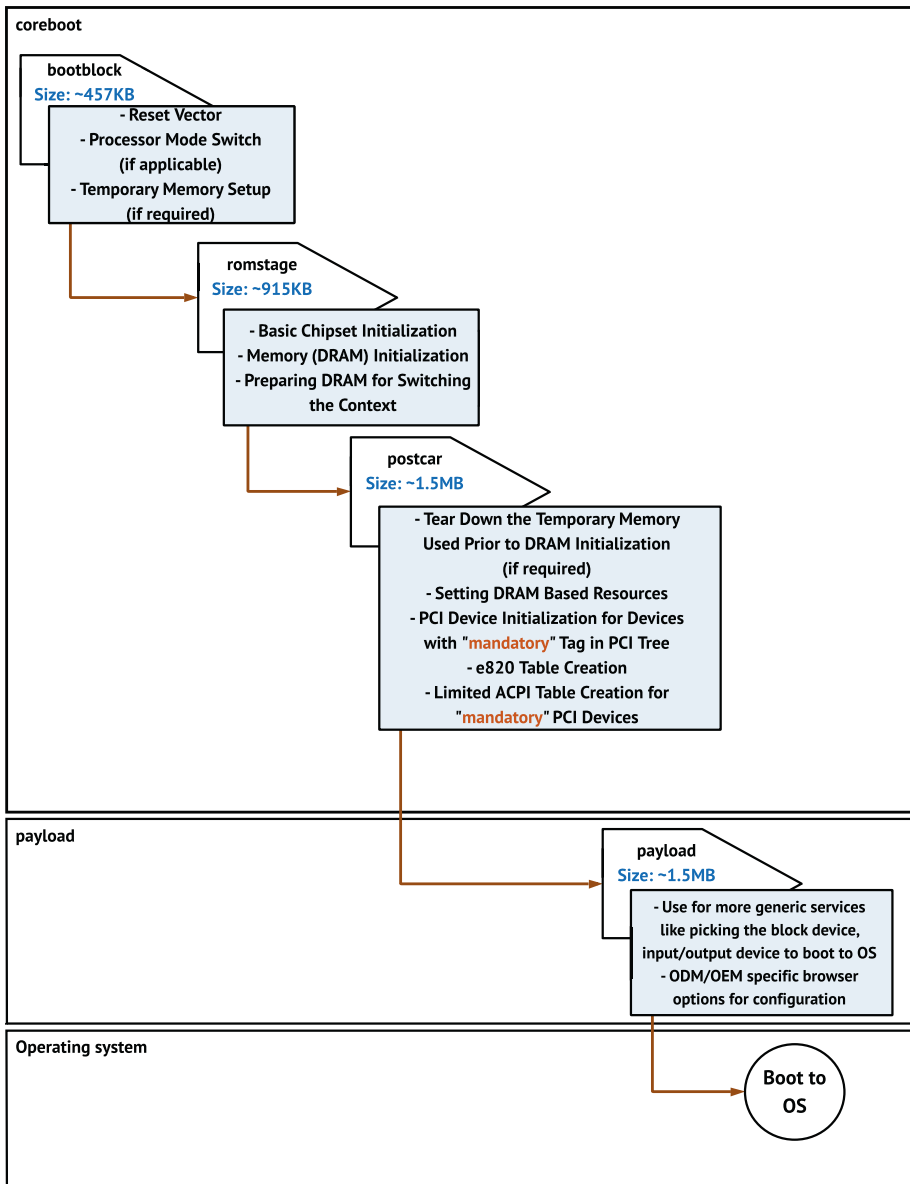 coreboot
bootblock
Size: ~457KB
- Reset Vector
- Processor Mode Switch
(if applicable)
- Temporary Memory Setup
(if required)
romstage
Size: ~915KB
- Basic Chipset Initialization
- Memory (DRAM) Initialization
- Preparing DRAM for Switching
the Context
postcar
Size: ~1.5MB
- Tear Down the Temporary Memory
Used Prior to DRAM Initialization
(if required)
- Setting DRAM Based Resources
- PCI Device Initialization for Devices
with "mandatory" Tag in PCI Tree
- e820 Table Creation
- Limited ACPI Table Creation for
"mandatory" PCI Devices
payload
payload
Size: ~1.5MB
- Use for more generic services
like picking the block device,
input/output device to boot to OS
- ODM/OEM specific browser
options for configuration
Operating system
Boot to
OS